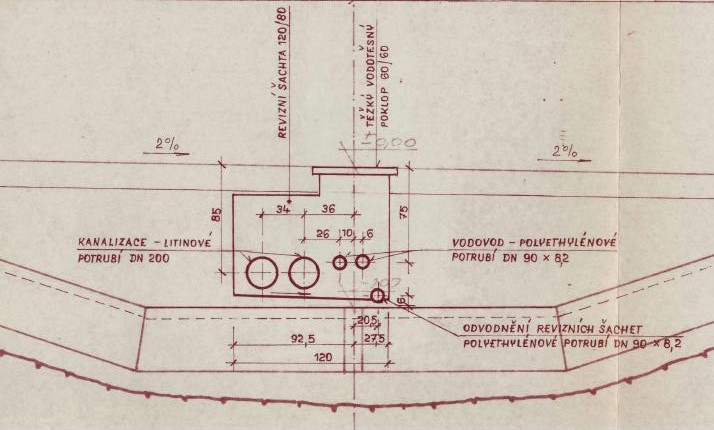 REVIZNÍ ŠACHTA 120/80
TĚŽKÝ VODOTĚSNÝ
POKLOP 60/60
2%
0,00
2%
85
34
36
75
26
10
6
KANALIZACE - LITINOVÉ
POTRUBÍ DN 200
VODOVOD - POLYETHYLÉNOVÉ
POTRUBÍ DN 90 × 8,2
20,5
92,5
27,5
120
ODVODNĚNÍ REVIZNÍCH ŠACHET
POLYETHYLÉNOVÉ POTRUBÍ DN 90 × 8,2